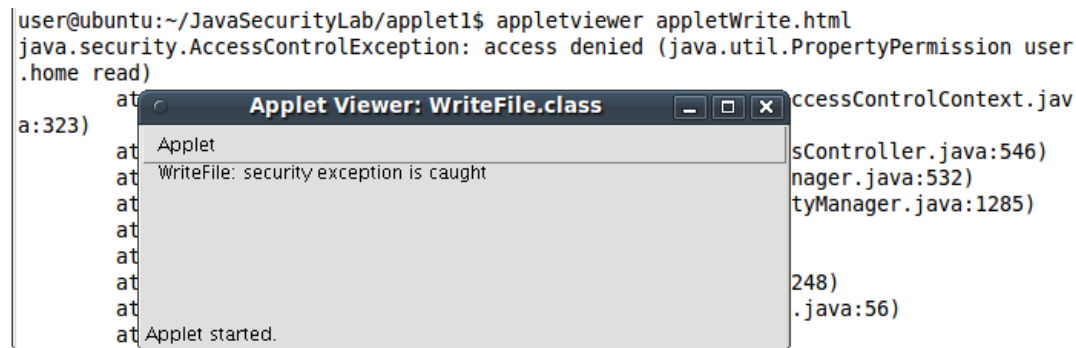 user@ubuntu:~/JavaSecurityLab/applet1$ appletviewer appletWrite.html
java.security.AccessControlException: access denied (java.util.PropertyPermission user
.home read)
at ccessControlContext.jav
a:323)
at sController.java:546)
at nager.java:532)
at tyManager.java:1285)
at
at
at 248)
at .java:56)
at
Applet Viewer: WriteFile.class
Applet
WriteFile: security exception is caught
Applet started.